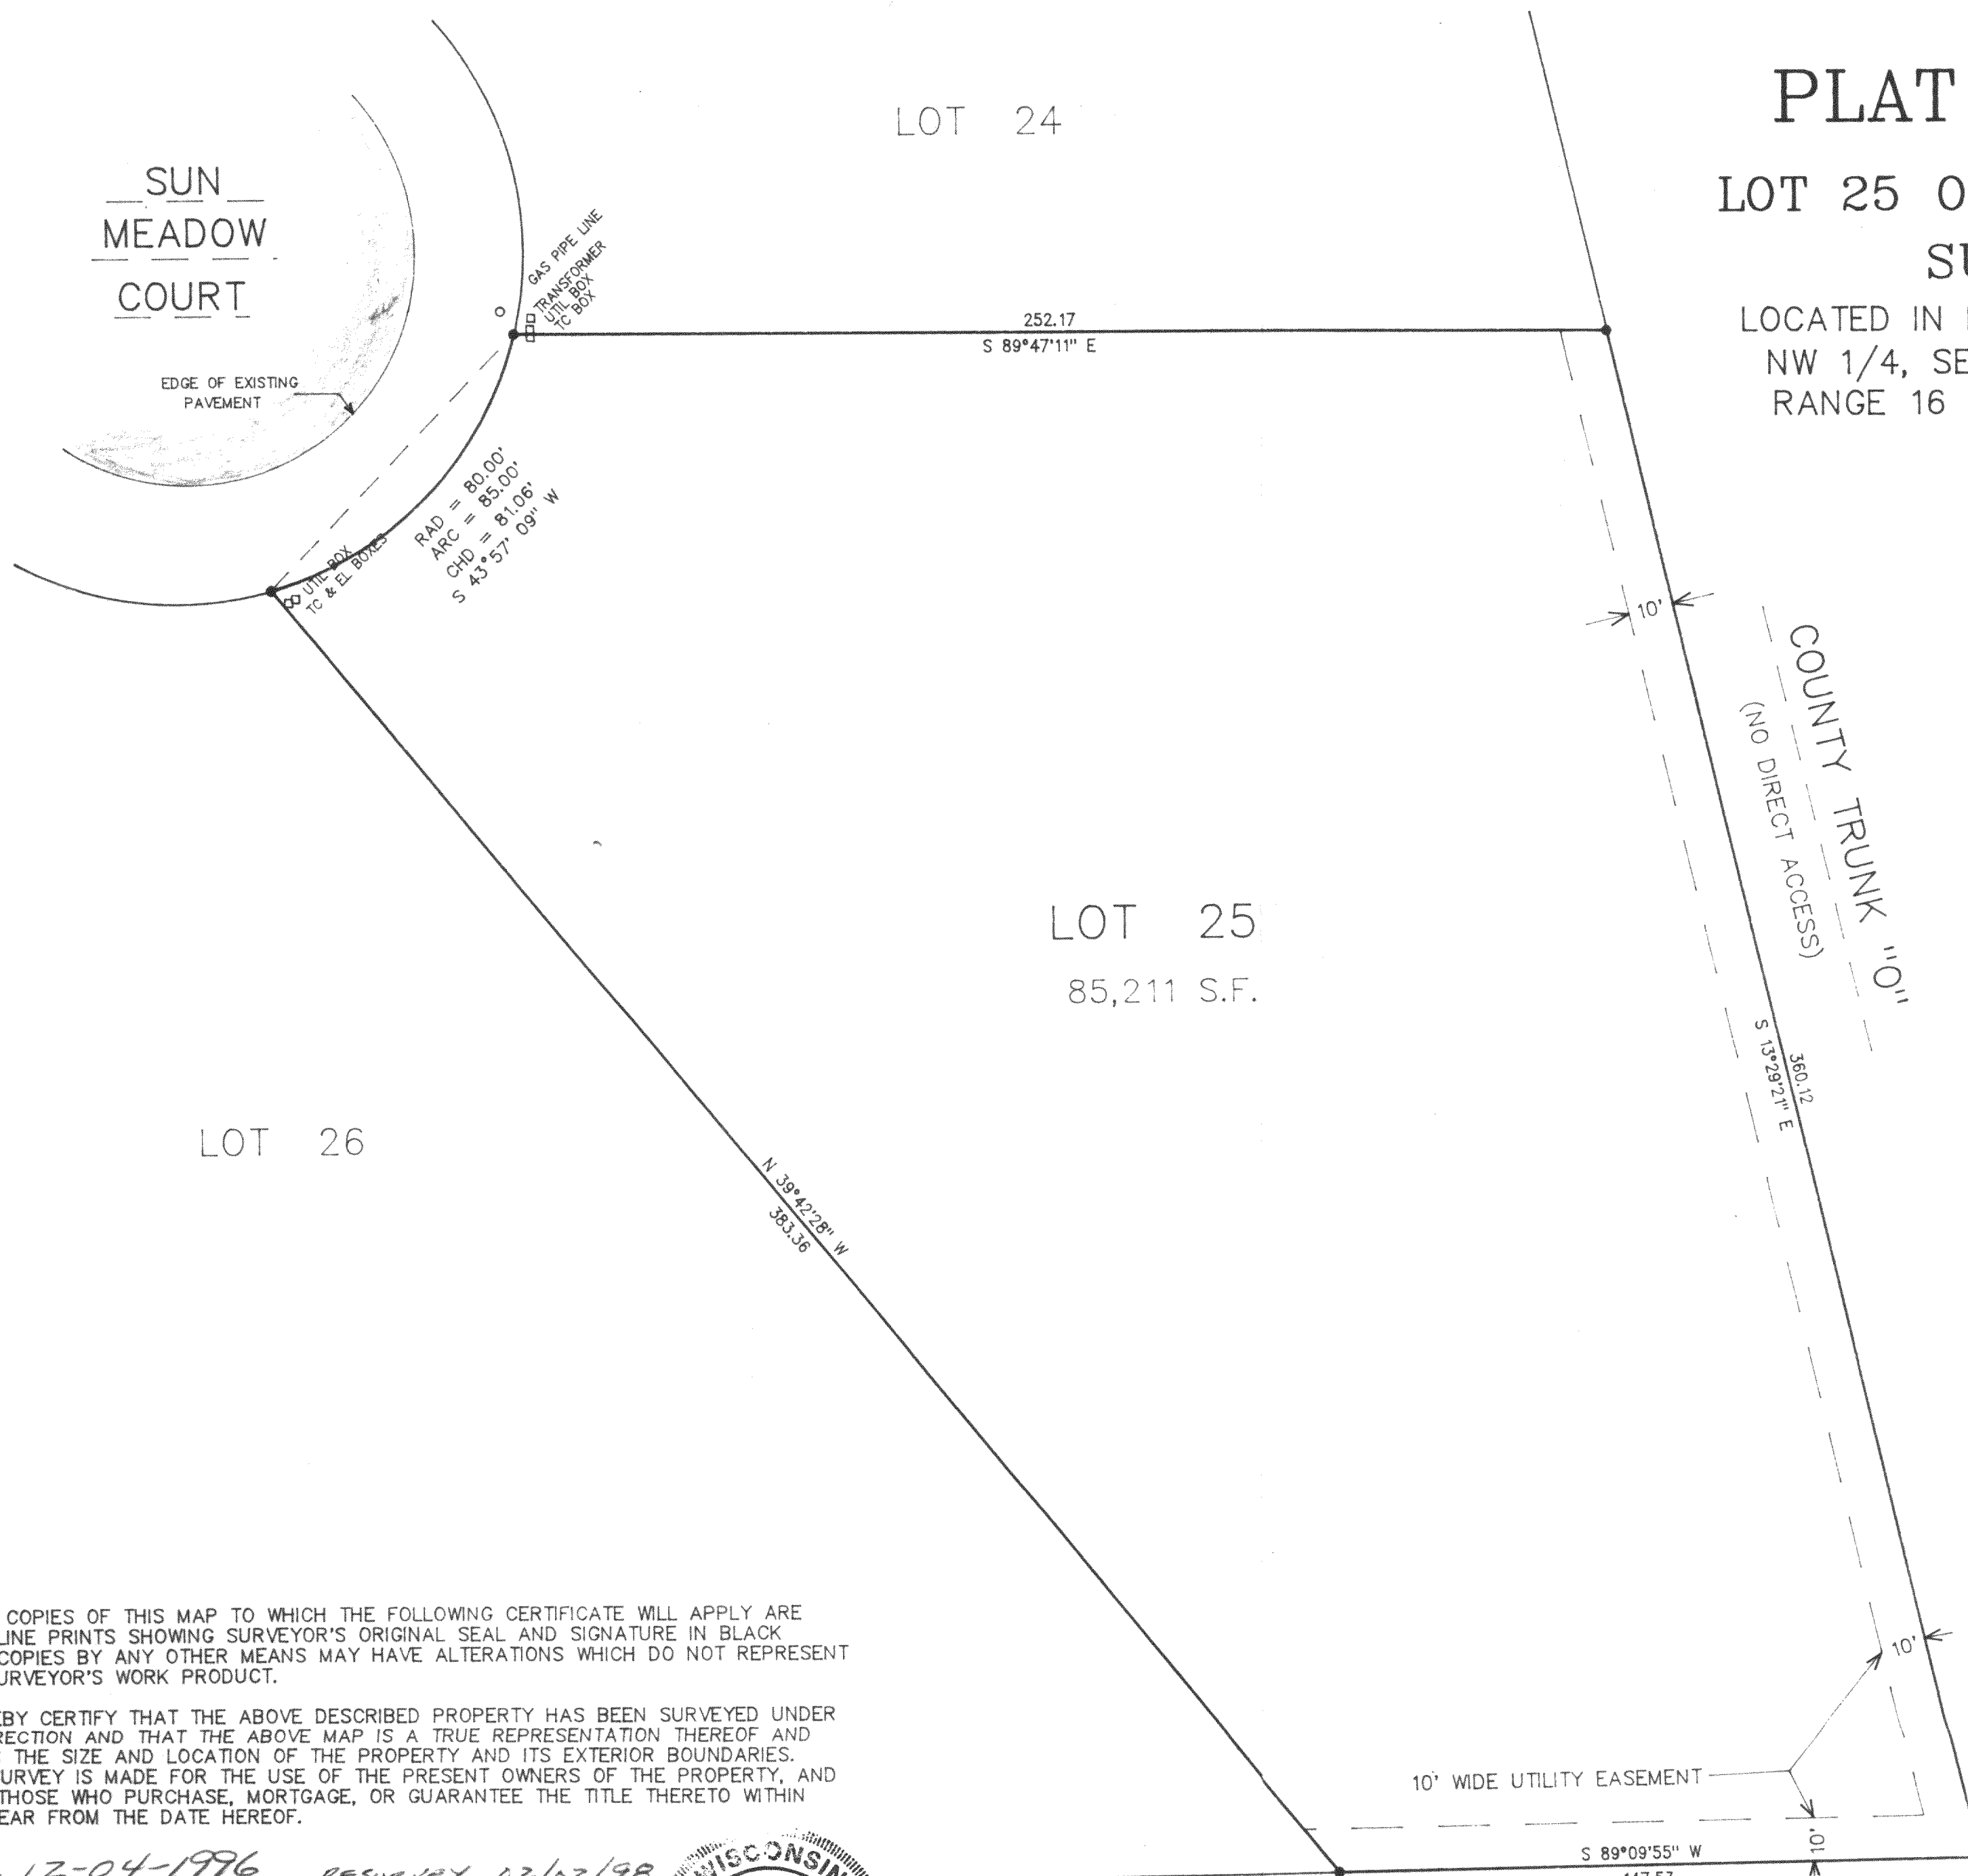 PLAT
LOT 25 O
SU
LOCATED IN
NW 1/4, SE
RANGE 16
LOT 24
SUN
MEADOW
COURT
EDGE OF EXISTING
PAVEMENT
GAS PIPE LINE
TRANSFORMER
UTIL BOX
TC BOX
252.17
S 89°47'11" E
RAD = 80.00'
ARC = 85.00'
CHD = 81.06'
S 43°57' 09" W
UTIL BOX
TC & EL BOXES
10'
COUNTY TRUNK "O"
(NO DIRECT ACCESS)
LOT 25
85,211 S.F.
360.12
S 13°29'21" E
LOT 26
N 39°42'28" W
383.36
COPIES OF THIS MAP TO WHICH THE FOLLOWING CERTIFICATE WILL APPLY ARE
LINE PRINTS SHOWING SURVEYOR'S ORIGINAL SEAL AND SIGNATURE IN BLACK
COPIES BY ANY OTHER MEANS MAY HAVE ALTERATIONS WHICH DO NOT REPRESENT
URVEYOR'S WORK PRODUCT.
EBY CERTIFY THAT THE ABOVE DESCRIBED PROPERTY HAS BEEN SURVEYED UNDER
RECTION AND THAT THE ABOVE MAP IS A TRUE REPRESENTATION THEREOF AND
THE SIZE AND LOCATION OF THE PROPERTY AND ITS EXTERIOR BOUNDARIES.
URVEY IS MADE FOR THE USE OF THE PRESENT OWNERS OF THE PROPERTY, AND
THOSE WHO PURCHASE, MORTGAGE, OR GUARANTEE THE TITLE THERETO WITHIN
EAR FROM THE DATE HEREOF.
10'
10' WIDE UTILITY EASEMENT
10'
S 89°09'55" W
12-04-1996
WISCONSIN